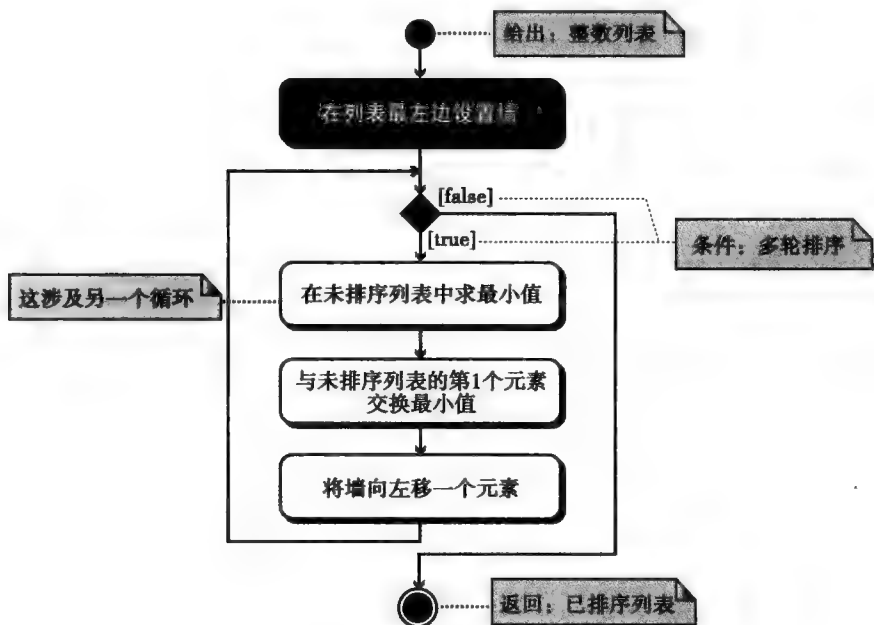 给出：整数列表
在列表最左边设置墙
[false]
[true]
条件：多轮排序
这涉及另一个循环
在未排序列表中求最小值
与未排序列表的第1个元素
交换最小值
将墙向左移一个元素
返回：已排序列表